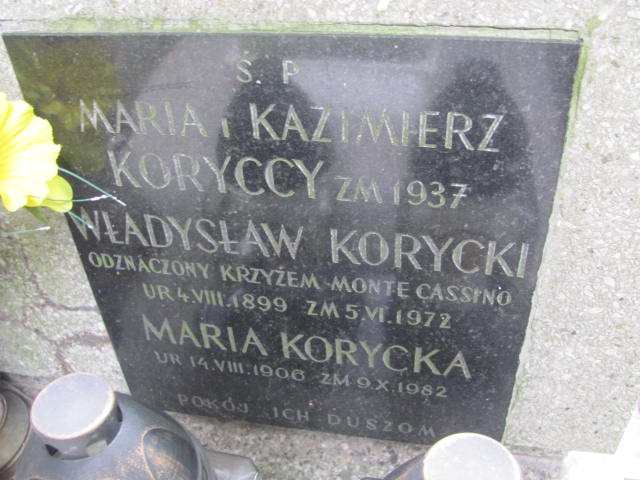 Ś. P
MARIA I KAZIMIERZ
KORYCCY ZM 1937
WŁADYSŁAW KORYCKI
ODZNACZONY KRZYŻEM MONTE CASSINO
UR 4.VIII.1899 ZM 5.VI.1972
MARIA KORYCKA
UR 14.VIII.1906 ZM 9.X.1982
POKÓJ ICH DUSZOM